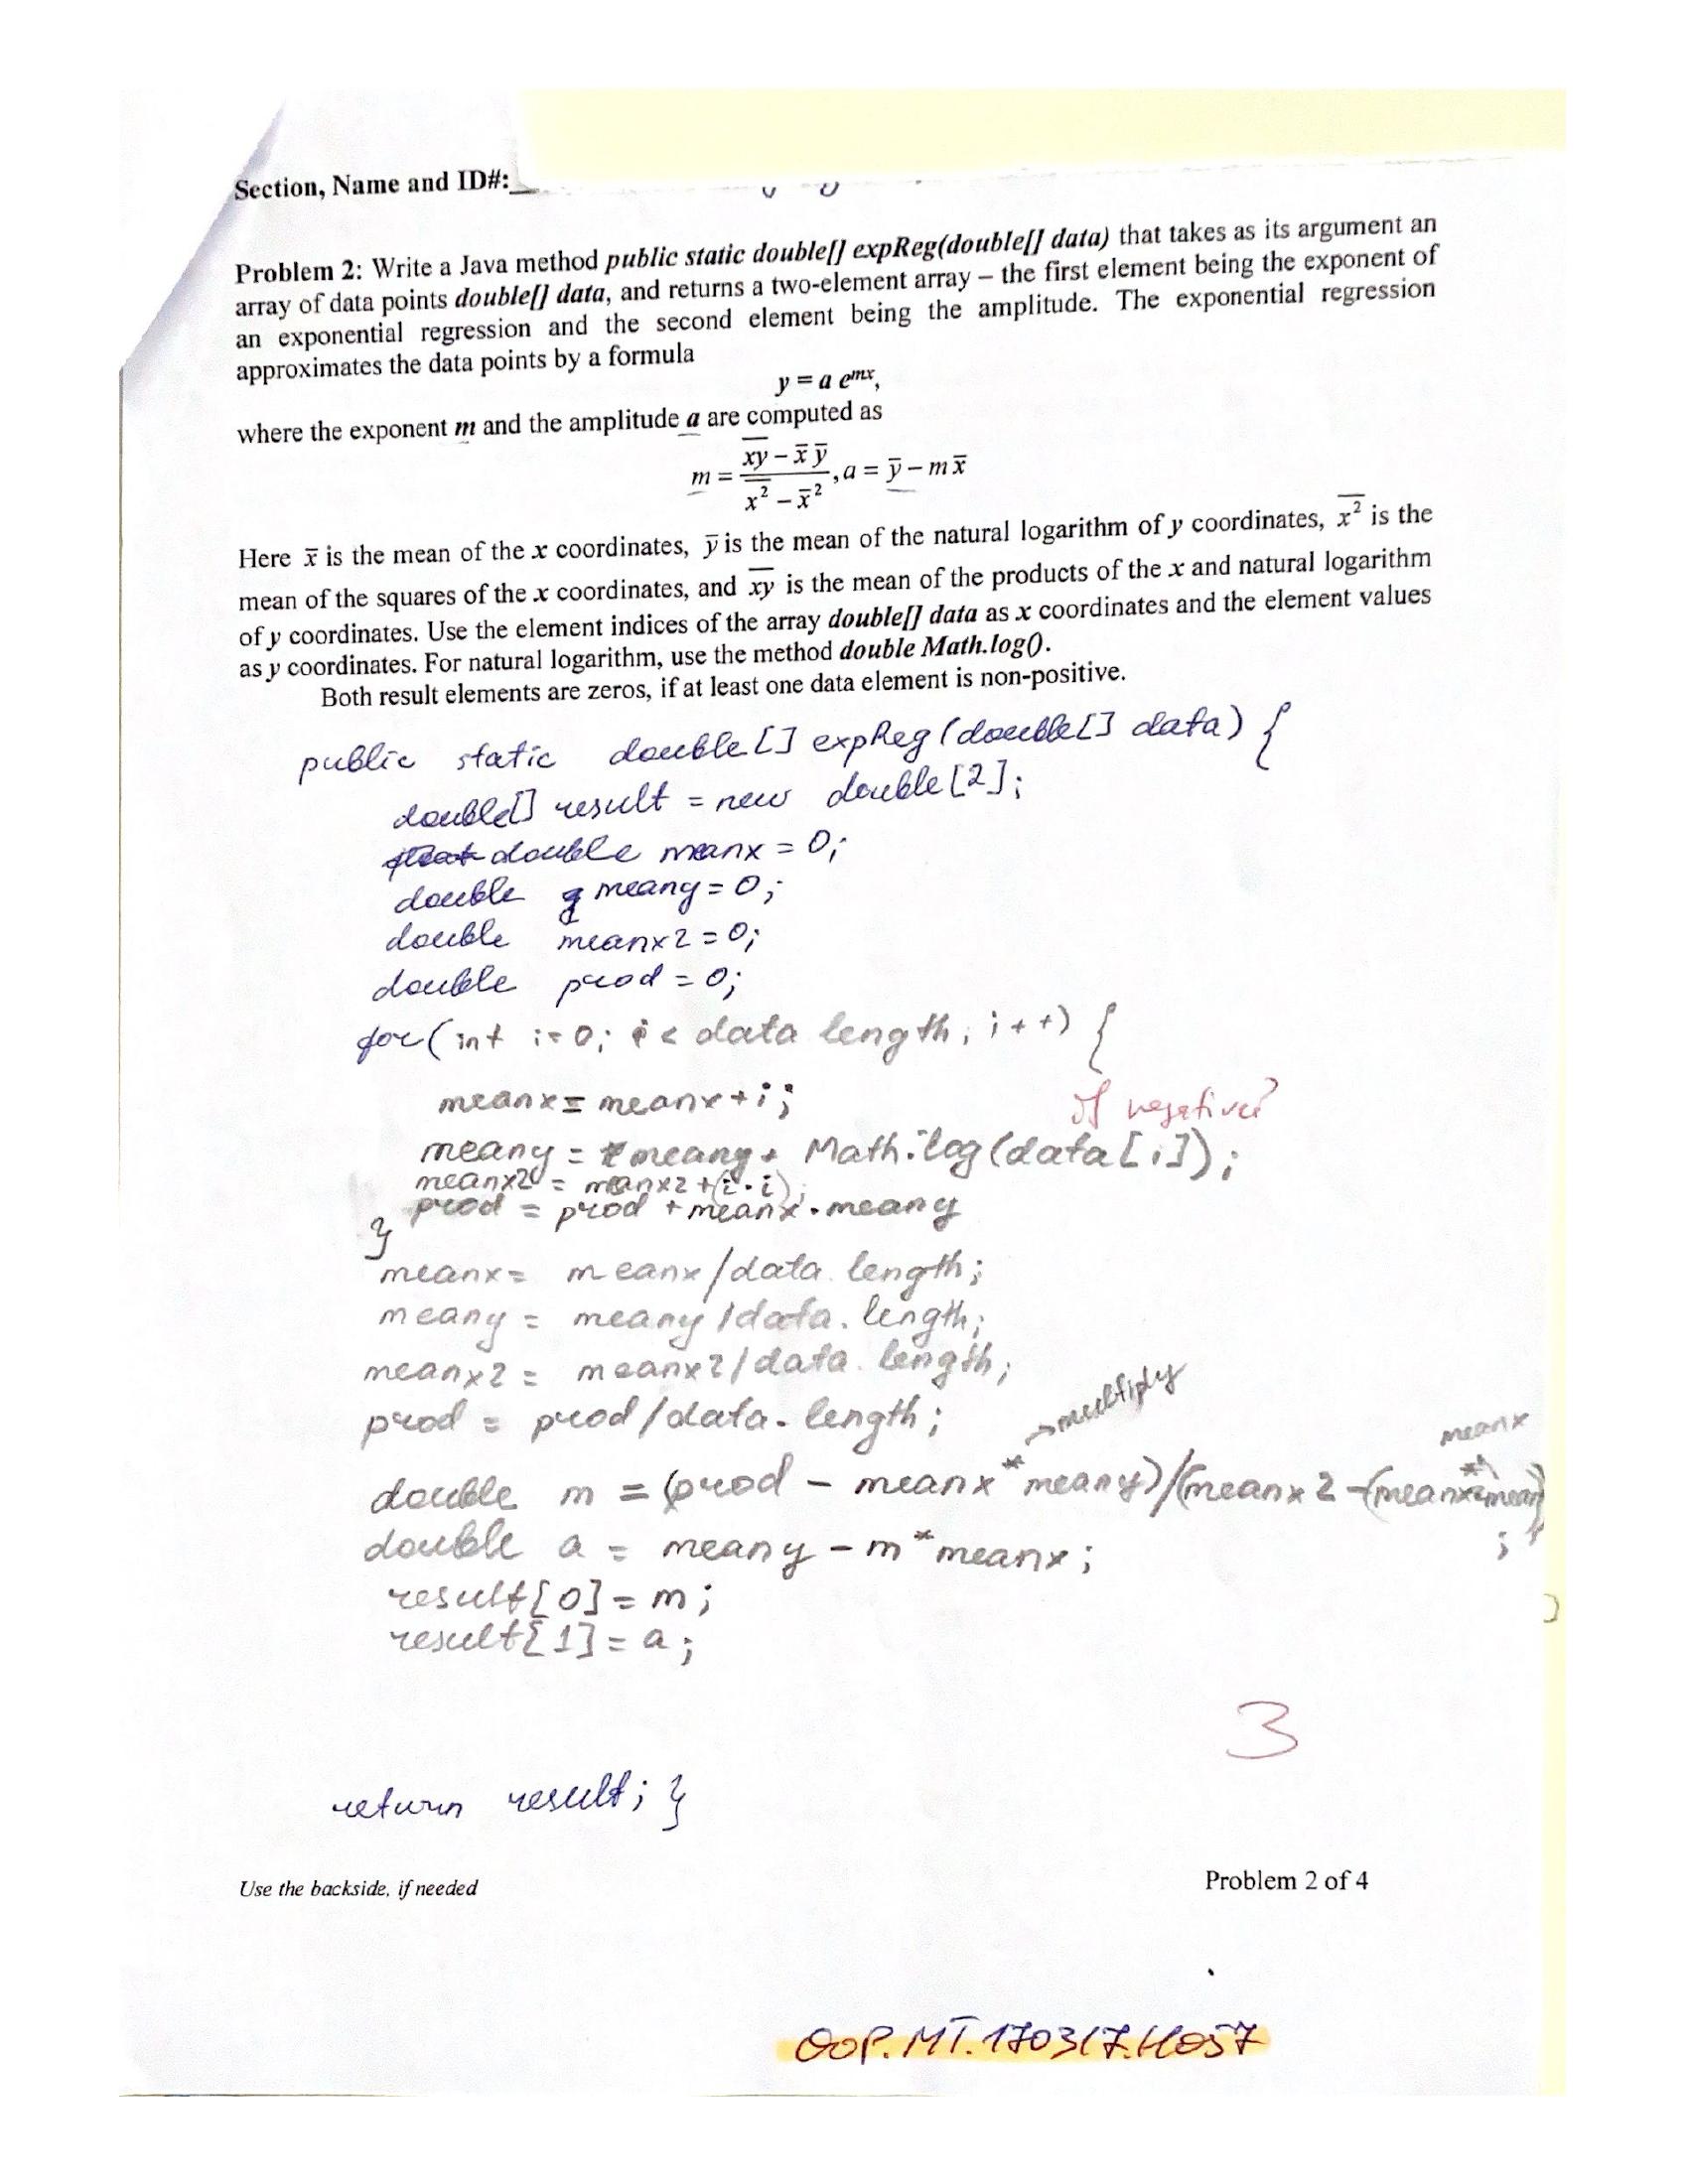 Section, Name and ID#:
Problem 2: Write a Java method public static double[] expReg(double[] data) that takes as its argument an
array of data points double[] data, and returns a two-element array – the first element being the exponent of
an exponential regression and the second element being the amplitude. The exponential regression
approximates the data points by a formula
y = a e^{mx},
where the exponent m and the amplitude a are computed as
m = \frac{\overline{xy} - \bar{x}\,\bar{y}}{\overline{x^2} - \bar{x}^2}, a = \bar{y} - m\bar{x}
Here x̄ is the mean of the x coordinates, ȳ is the mean of the natural logarithm of y coordinates, \overline{x^2} is the
mean of the squares of the x coordinates, and \overline{xy} is the mean of the products of the x and natural logarithm
of y coordinates. Use the element indices of the array double[] data as x coordinates and the element values
as y coordinates. For natural logarithm, use the method double Math.log().
Both result elements are zeros, if at least one data element is non-positive.
public static double[] expReg (double[] data) {
double[] result = new double [2];
double meanx = 0;
double meany = 0;
double meanx2 = 0;
double prod = 0;
for (int i = 0; i < data length; i++) {
meanx = meanx + i;
if negative?
meany = meany + Math.log(data[i]);
meanx2 = meanx2 + (i · i);
prod = prod + meanx · meany
}
meanx = meanx / data. length;
meany = meany / data. length;
meanx2 = meanx2 / data. length;
prod = prod / data. length;
→ multiply
meanx
double m = (prod - meanx * meany) / (meanx2 - (meanx *
;
double a = meany - m * meanx;
result[0] = m;
result[1] = a;
3
return result; }
Use the backside, if needed
Problem 2 of 4
OOP.MT.170317.H057